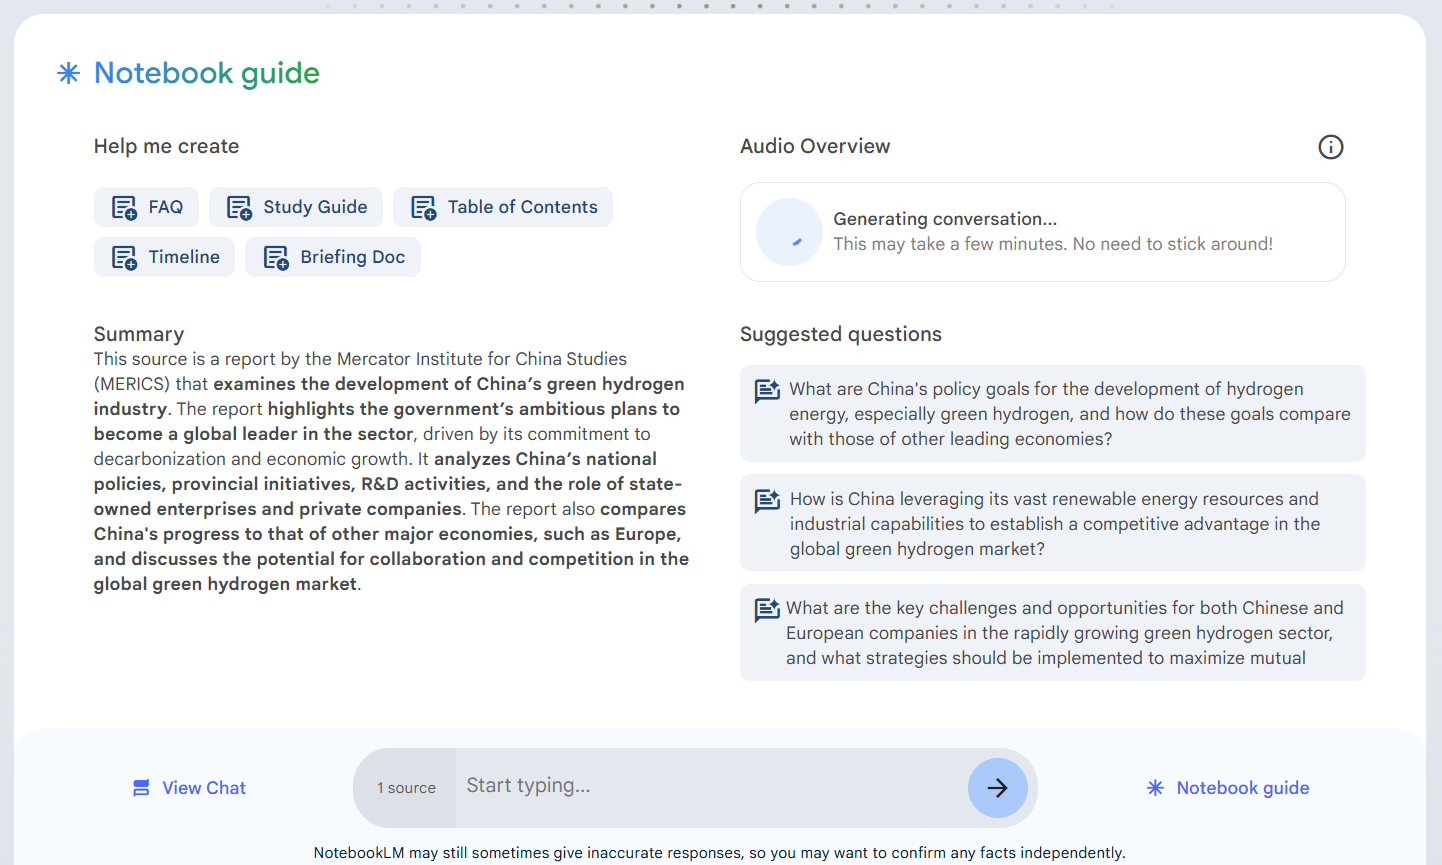 Notebook guide
Help me create
FAQ
Study Guide
Table of Contents
Timeline
Briefing Doc
Summary
This source is a report by the Mercator Institute for China Studies
(MERICS) that examines the development of China’s green hydrogen
industry. The report highlights the government’s ambitious plans to
become a global leader in the sector, driven by its commitment to
decarbonization and economic growth. It analyzes China’s national
policies, provincial initiatives, R&D activities, and the role of state-
owned enterprises and private companies. The report also compares
China's progress to that of other major economies, such as Europe,
and discusses the potential for collaboration and competition in the
global green hydrogen market.
Audio Overview
Generating conversation...
This may take a few minutes. No need to stick around!
Suggested questions
What are China's policy goals for the development of hydrogen
energy, especially green hydrogen, and how do these goals compare
with those of other leading economies?
How is China leveraging its vast renewable energy resources and
industrial capabilities to establish a competitive advantage in the
global green hydrogen market?
What are the key challenges and opportunities for both Chinese and
European companies in the rapidly growing green hydrogen sector,
and what strategies should be implemented to maximize mutual
View Chat
1 source
Start typing...
Notebook guide
NotebookLM may still sometimes give inaccurate responses, so you may want to confirm any facts independently.